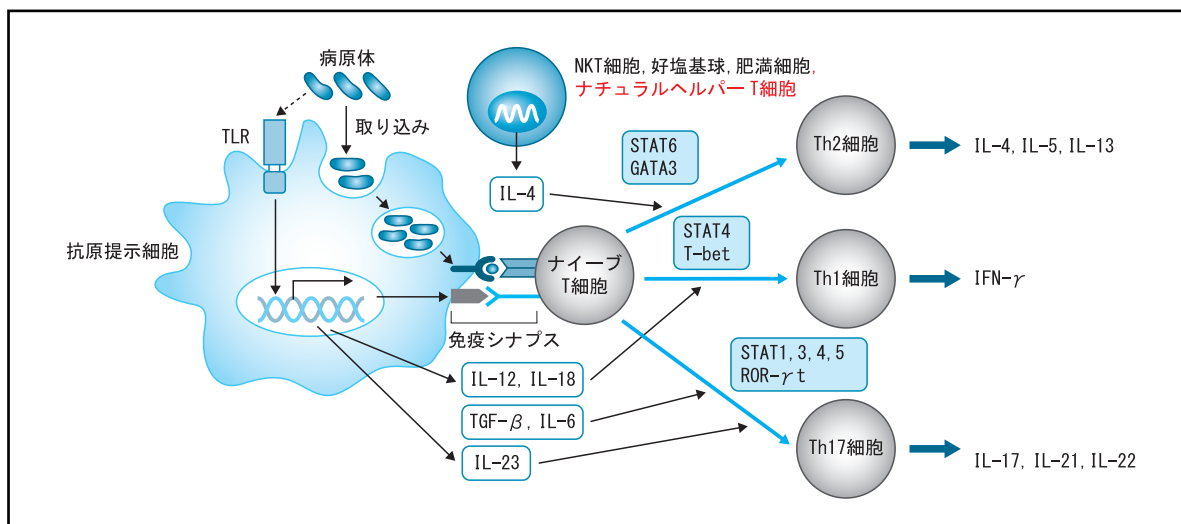 病原体
NKT細胞, 好塩基球, 肥満細胞,
ナチュラルヘルパー T細胞
TLR
取り込み
STAT6
GATA3
Th2細胞
IL-4, IL-5, IL-13
IL-4
抗原提示細胞
STAT4
T-bet
ナイーブ
T細胞
Th1細胞
IFN-γ
免疫シナプス
IL-12, IL-18
STAT1, 3, 4, 5
ROR-γt
TGF-β, IL-6
IL-23
Th17細胞
IL-17, IL-21, IL-22